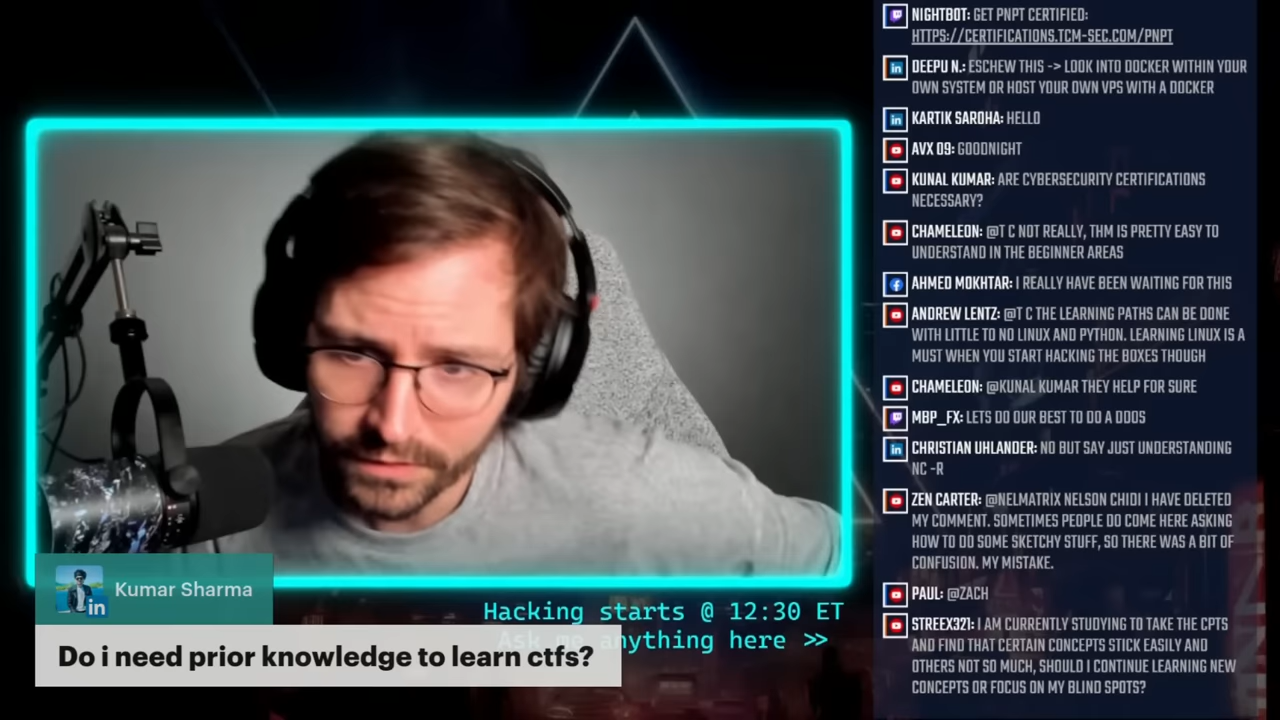 NIGHTBOT: GET PNPT CERTIFIED:
HTTPS://CERTIFICATIONS.TCM-SEC.COM/PNPT
DEEPU N.: ESCHEW THIS -> LOOK INTO DOCKER WITHIN YOUR
OWN SYSTEM OR HOST YOUR OWN VPS WITH A DOCKER
KARTIK SAROHA: HELLO
AVX 09: GOODNIGHT
KUNAL KUMAR: ARE CYBERSECURITY CERTIFICATIONS
NECESSARY?
CHAMELEON: @T C NOT REALLY, THM IS PRETTY EASY TO
UNDERSTAND IN THE BEGINNER AREAS
AHMED MOKHTAR: I REALLY HAVE BEEN WAITING FOR THIS
ANDREW LENTZ: @T C THE LEARNING PATHS CAN BE DONE
WITH LITTLE TO NO LINUX AND PYTHON. LEARNING LINUX IS A
MUST WHEN YOU START HACKING THE BOXES THOUGH
CHAMELEON: @KUNAL KUMAR THEY HELP FOR SURE
MBP_FX: LETS DO OUR BEST TO DO A DDOS
CHRISTIAN UHLANDER: NO BUT SAY JUST UNDERSTANDING
NC -R
ZEN CARTER: @NELMATRIX NELSON CHIDI I HAVE DELETED
MY COMMENT. SOMETIMES PEOPLE DO COME HERE ASKING
HOW TO DO SOME SKETCHY STUFF, SO THERE WAS A BIT OF
CONFUSION. MY MISTAKE.
PAUL: @ZACH
STREEX321: I AM CURRENTLY STUDYING TO TAKE THE CPTS
AND FIND THAT CERTAIN CONCEPTS STICK EASILY AND
OTHERS NOT SO MUCH, SHOULD I CONTINUE LEARNING NEW
CONCEPTS OR FOCUS ON MY BLIND SPOTS?
in
Kumar Sharma
Hacking starts @ 12:30 ET
Ask me anything here >>
Do i need prior knowledge to learn ctfs?